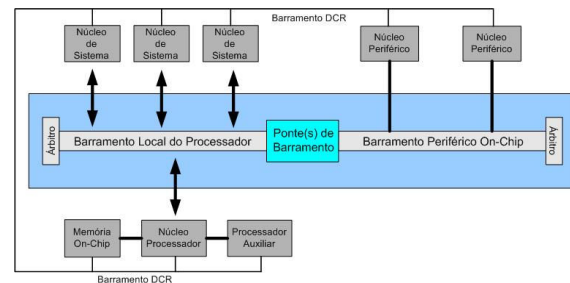 Barramento DCR
Núcleo
de
Sistema
Núcleo
de
Sistema
Núcleo
de
Sistema
Núcleo
Periférico
Núcleo
Periférico
Árbitro
Barramento Local do Processador
Ponte(s) de
Barramento
Barramento Periférico On-Chip
Árbitro
Memória
On-Chip
Núcleo
Processador
Processador
Auxiliar
Barramento DCR